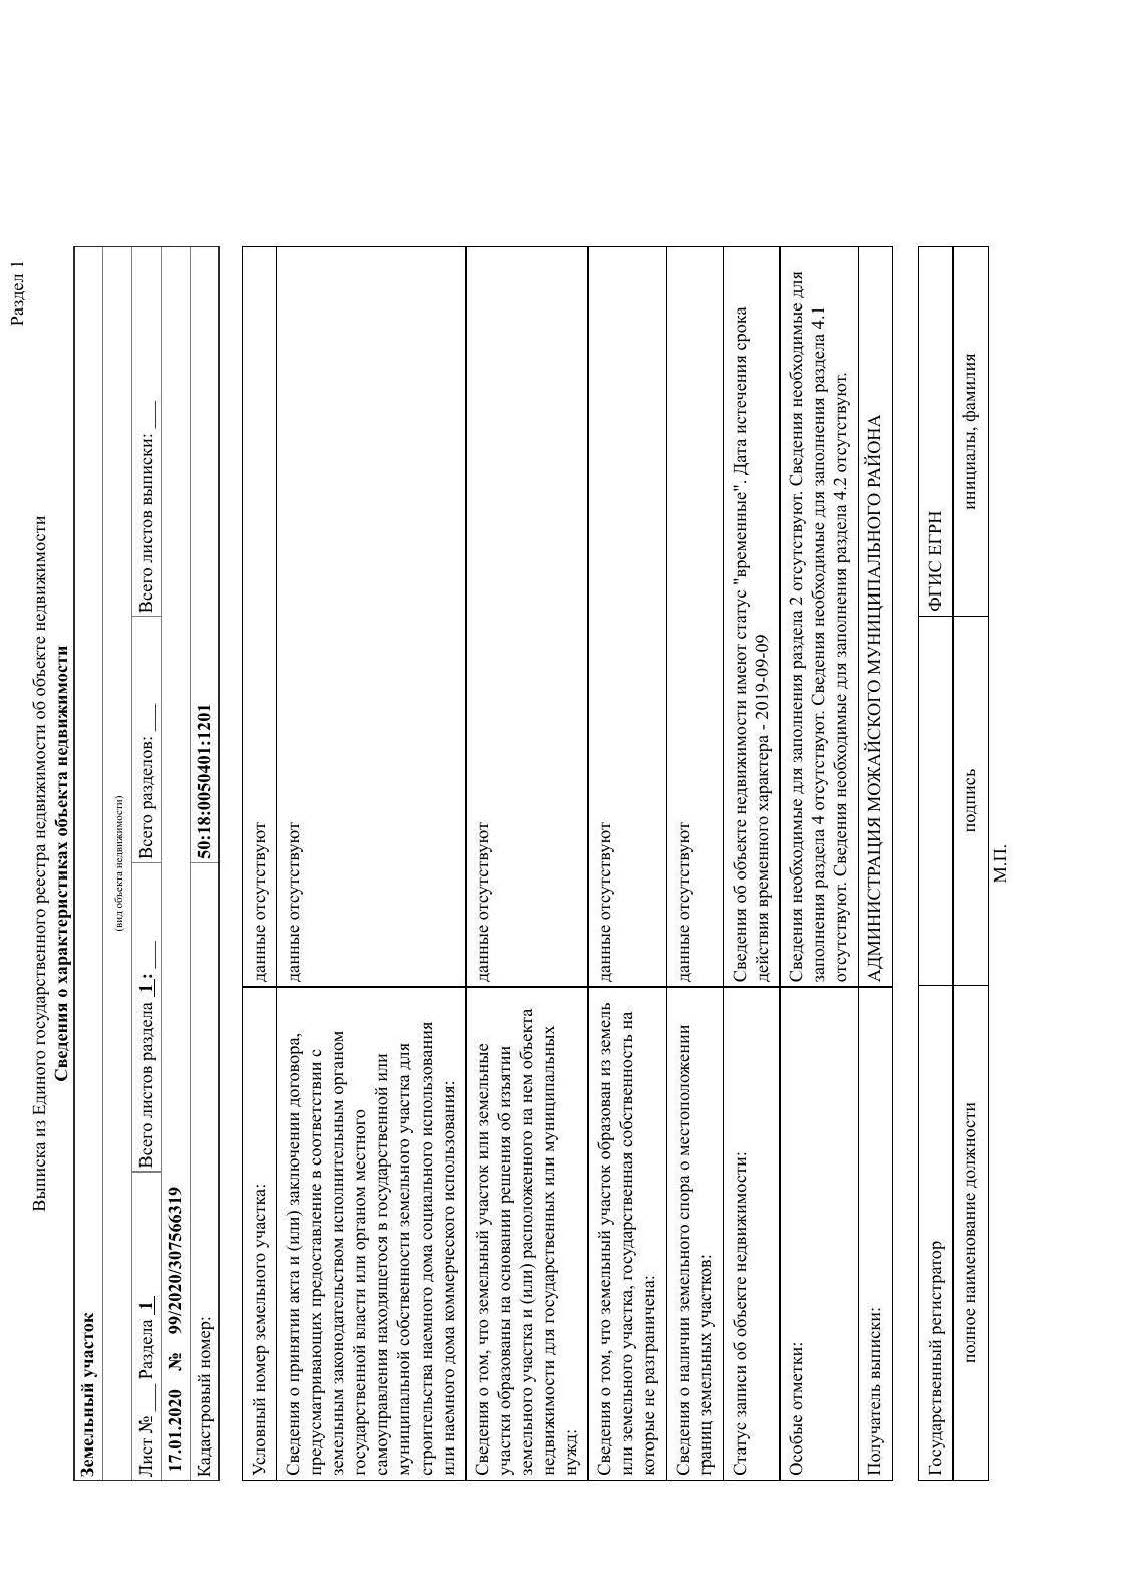 Раздел 1
Выписка из Единого государственного реестра недвижимости об объекте недвижимости
Сведения о характеристиках объекта недвижимости
Земельный участок
(вид объекта недвижимости)
Лист № ___ Раздела 1 Всего листов раздела 1 : ___ Всего разделов: ___ Всего листов выписки: ___
17.01.2020 № 99/2020/307566319
Кадастровый номер: 50:18:0050401:1201
Условный номер земельного участка: данные отсутствуют
Сведения о принятии акта и (или) заключении договора, данные отсутствуют
предусматривающих предоставление в соответствии с
земельным законодательством исполнительным органом
государственной власти или органом местного
самоуправления находящегося в государственной или
муниципальной собственности земельного участка для
строительства наемного дома социального использования
или наемного дома коммерческого использования:
Сведения о том, что земельный участок или земельные данные отсутствуют
участки образованы на основании решения об изъятии
земельного участка и (или) расположенного на нем объекта
недвижимости для государственных или муниципальных
нужд:
Сведения о том, что земельный участок образован из земель данные отсутствуют
или земельного участка, государственная собственность на
которые не разграничена:
Сведения о наличии земельного спора о местоположении данные отсутствуют
границ земельных участков:
Статус записи об объекте недвижимости: Сведения об объекте недвижимости имеют статус "временные". Дата истечения срока
действия временного характера - 2019-09-09
Особые отметки: Сведения необходимые для заполнения раздела 2 отсутствуют. Сведения необходимые для
заполнения раздела 4 отсутствуют. Сведения необходимые для заполнения раздела 4.1
отсутствуют. Сведения необходимые для заполнения раздела 4.2 отсутствуют.
Получатель выписки: АДМИНИСТРАЦИЯ МОЖАЙСКОГО МУНИЦИПАЛЬНОГО РАЙОНА
Государственный регистратор ФГИС ЕГРН
полное наименование должности подпись инициалы, фамилия
М.П.